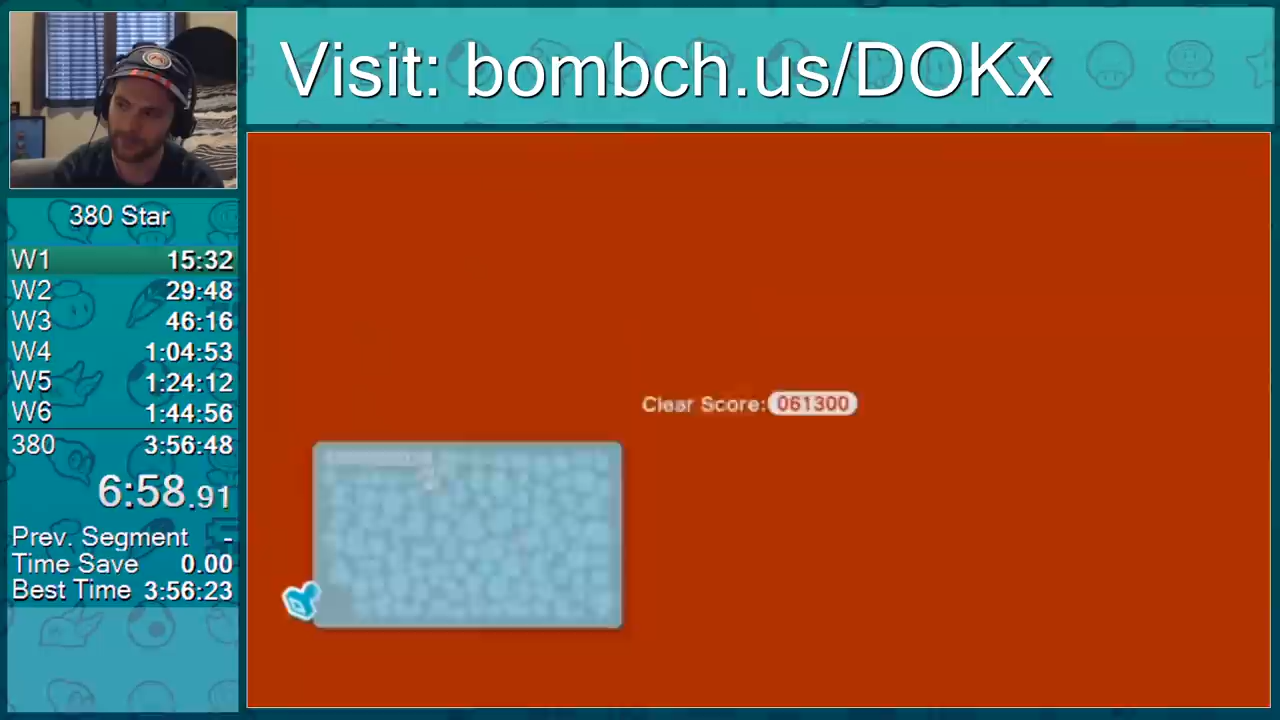 Visit: bombch.us/DOKx
380 Star
W1 15:32
W2 29:48
W3 46:16
W4 1:04:53
W5 1:24:12
W6 1:44:56
380 3:56:48
6:58.91
Prev. Segment -
Time Save 0.00
Best Time 3:56:23
Clear Score: 061300